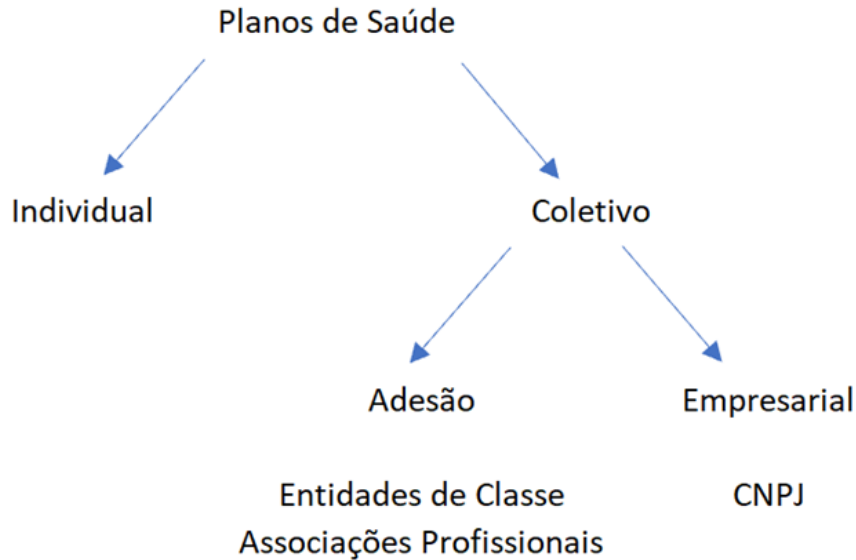 Planos de Saúde
Individual
Coletivo
Adesão
Empresarial
Entidades de Classe
Associações Profissionais
CNPJ